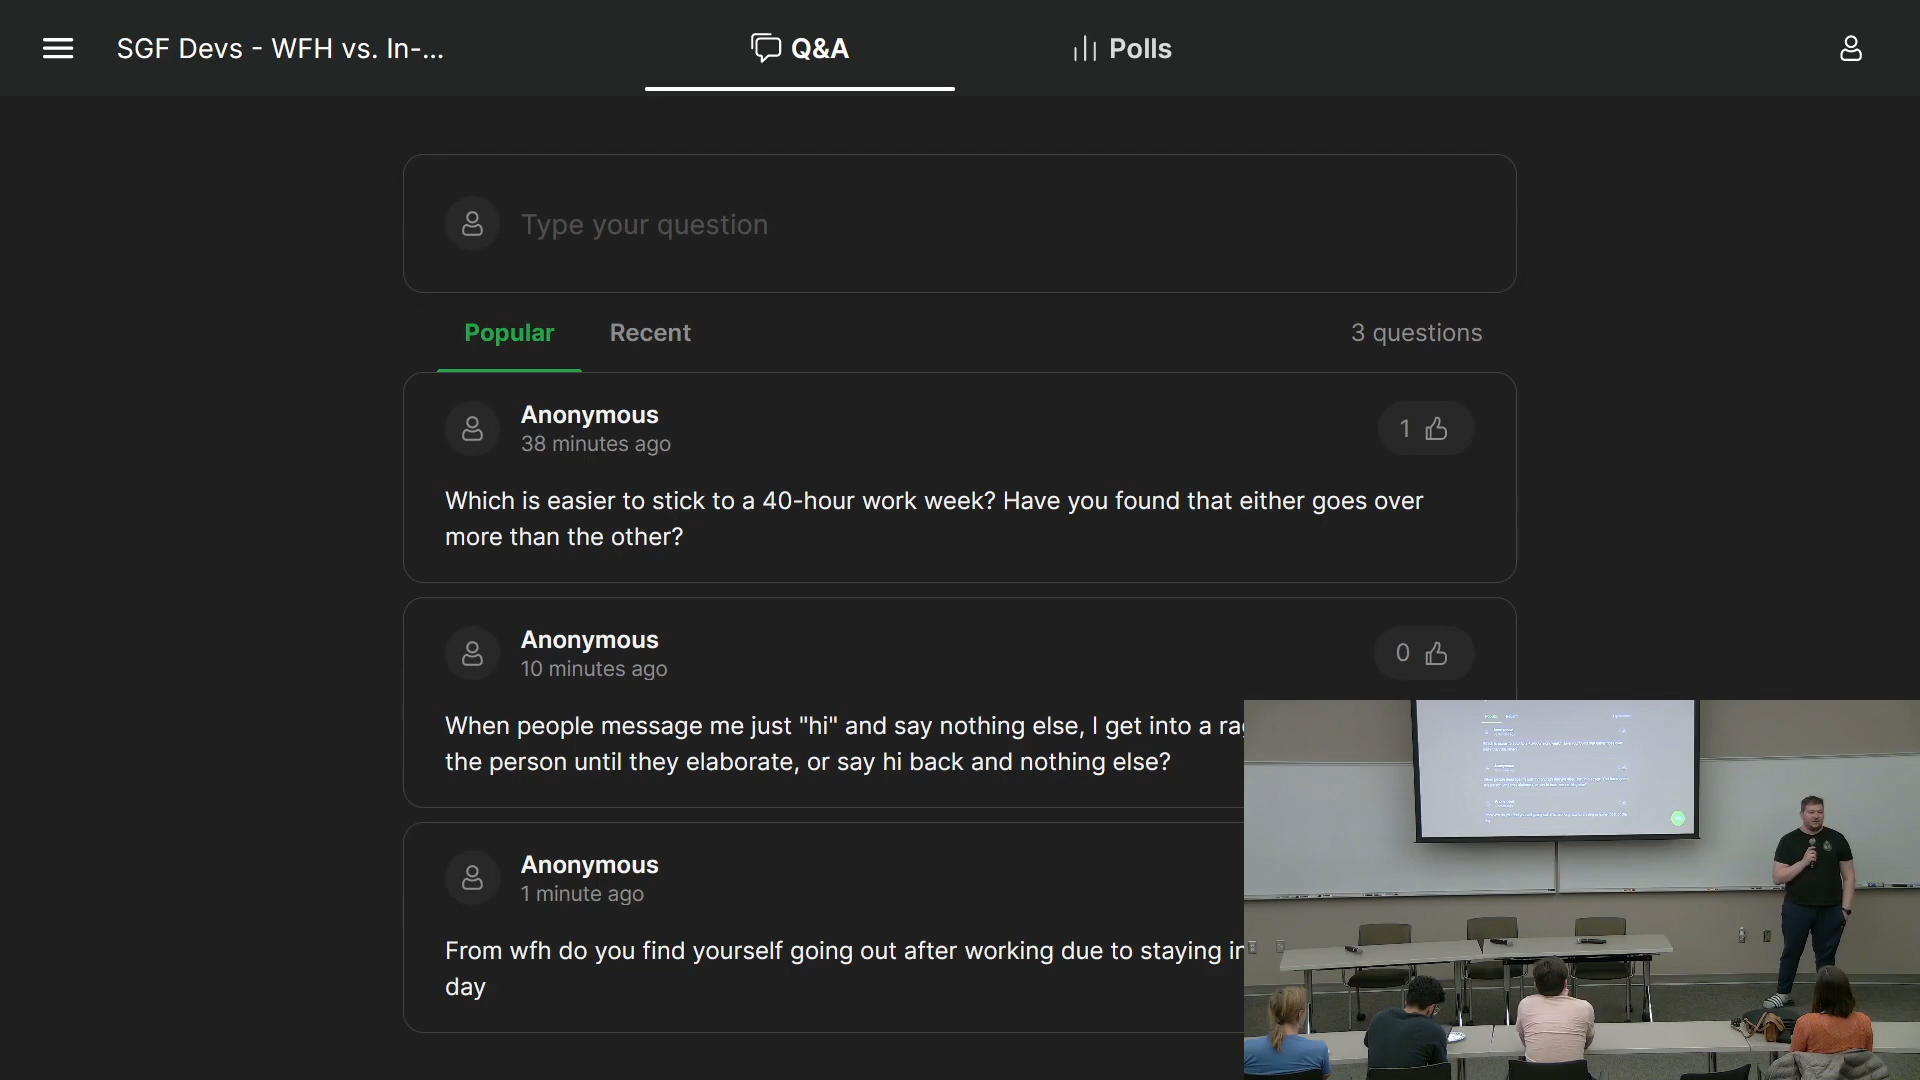 SGF Devs - WFH vs. In-...
Q&A
Polls
Type your question
Popular
Recent
3 questions
Anonymous
38 minutes ago
1
Which is easier to stick to a 40-hour work week? Have you found that either goes over
more than the other?
Anonymous
10 minutes ago
0
When people message me just "hi" and say nothing else, I get into a
the person until they elaborate, or say hi back and nothing else?
Anonymous
1 minute ago
From wfh do you find yourself going out after working due to staying
day